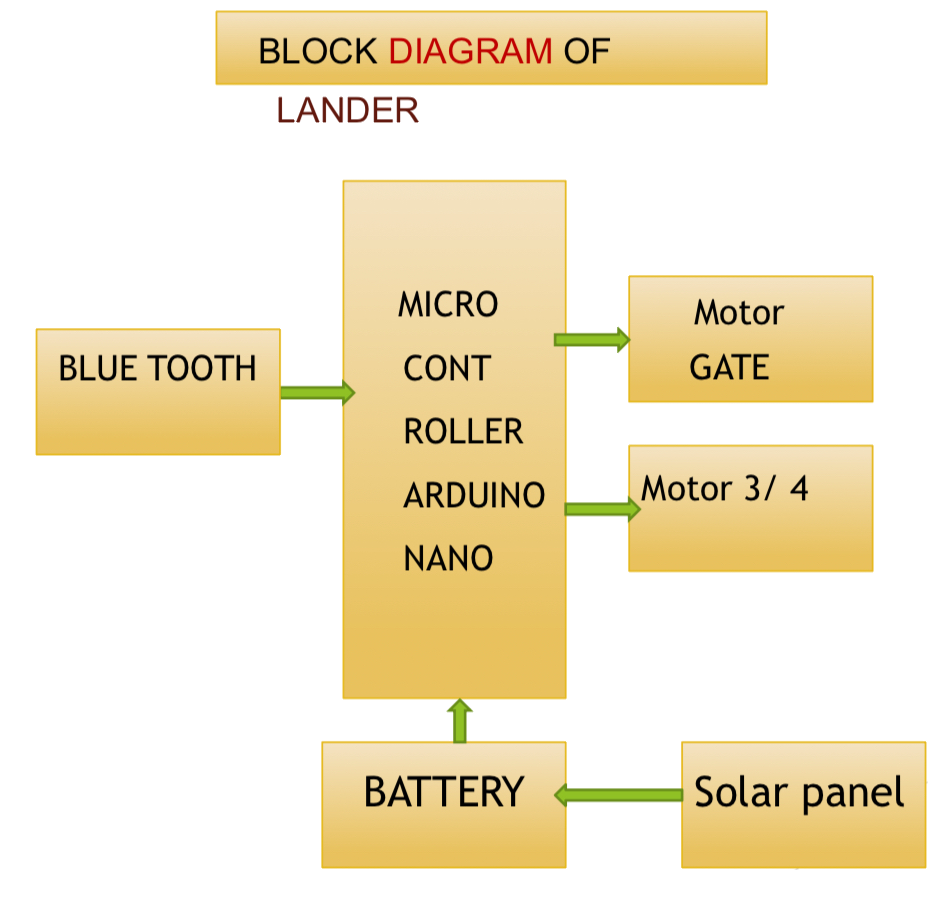 BLOCK DIAGRAM OF
LANDER
MICRO
CONT
ROLLER
ARDUINO
NANO
BLUE TOOTH
Motor
GATE
Motor 3/ 4
BATTERY
Solar panel